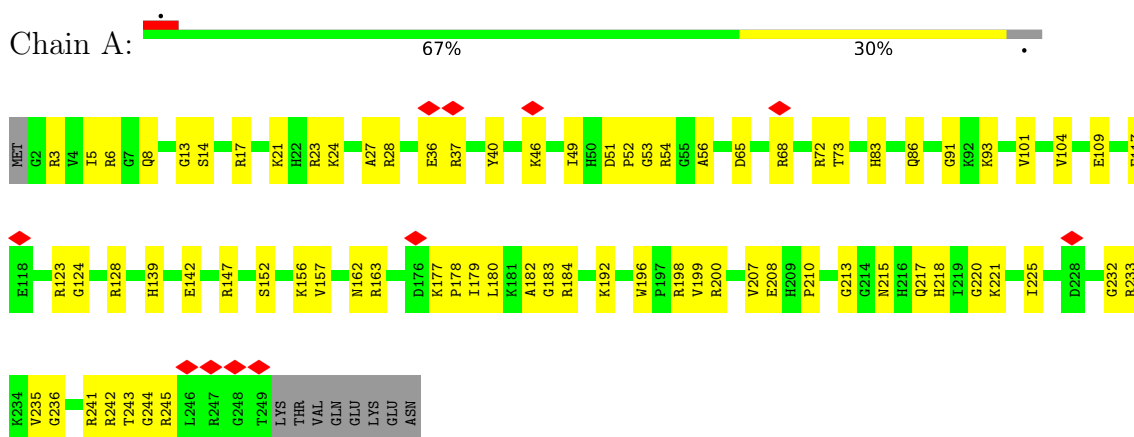 Chain A:
67% 30%
MET G2 R3 V4 I5 R6 G7 Q8 G13 S14 R17 K21 H22 R23 K24 A27 R28 E36 R37 Y40 K46 I49 H50 D51 P52 G53 R54 G55 A56 D65 R68 R72 T73 H83 Q86 G91 K92 K93 V101 V104 E109
E118 R123 G124 R128 H139 E142 R147 S152 K156 V157 N162 R163 D176 K177 P178 I179 L180 K181 A182 G183 R184 K192 W196 P197 R198 V199 R200 V207 E208 H209 P210 G213 G214 N215 H216 Q217 H218 I219 G220 K221 I225 D228 G232 R233
K234 V235 G236 R241 R242 T243 G244 R245 L246 R247 G248 T249 LYS THR VAL GLN GLU LYS GLU ASN